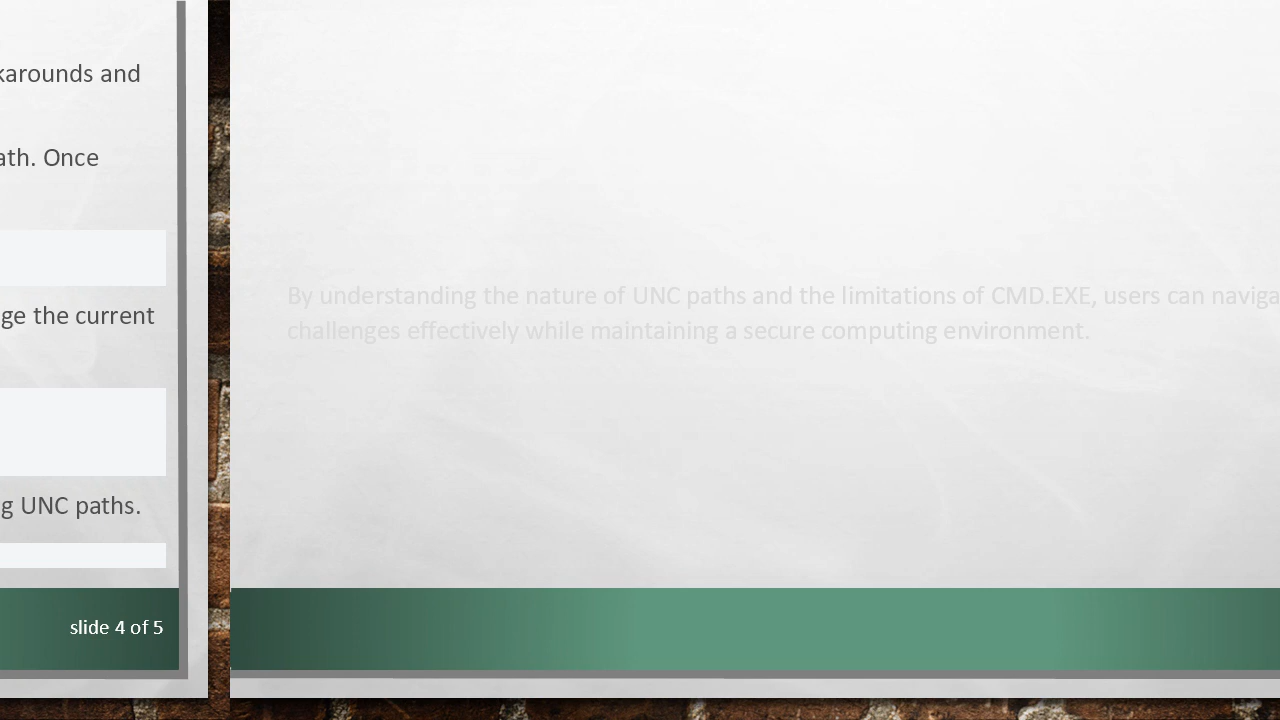 karounds and
ath. Once
ge the current
g UNC paths.
slide 4 of 5
By understanding the nature of UNC paths and the limitations of CMD.EXE, users can naviga
challenges effectively while maintaining a secure computing environment.